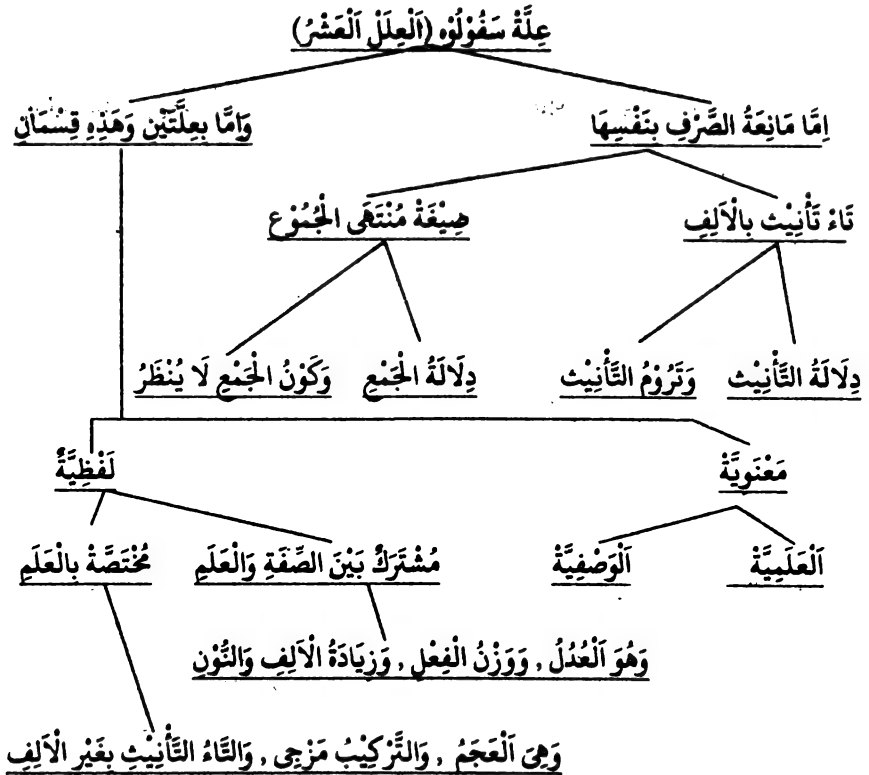 عِلَّةْ سَفُوْلُوْه (اَلْعِلَلْ اَلْعَشْرُ)
اِمَّا مَانِعَةُ الصَّرْفِ بِنَفْسِهَا
وَاِمَّا بِعِلَّتَيْنِ وَهَذِهِ قِسْمَانِ
تَاءْ تَأْنِيْث بِالْاَلِفِ
صِيْغَةْ مُنْتَهَى الْجُمُوْع
دِلَالَةُ التَّأْنِيْث
وَتَرُوْمُ التَّأْنِيْث
دِلَالَةُ الْجَمْعِ
وَكَوْنُ الْجَمْعِ لَا يُنْظَرُ
مَعْنَوِيَّةْ
لَفْظِيَّةٌ
اَلْعَلَمِيَّةْ
اَلْوَصْفِيَّةْ
مُشْتَرَكٌ بَيْنَ الصِّفَةِ وَالْعَلَمِ
مُخْتَصَّةْ بِالْعَلَمِ
وَهُوَ اَلْعُدُلُ , وَوَزْنُ الْفِعْلِ , وَزِيَادَةُ الْاَلِفِ وَالنُّوْنِ
وَهِىَ اَلْعَجَمُ , وَالتَّرْكِيْبُ مَزْجِى , وَالتَّاءُ التَّأْنِيْثِ بِغَيْرِ الْاَلِفِ